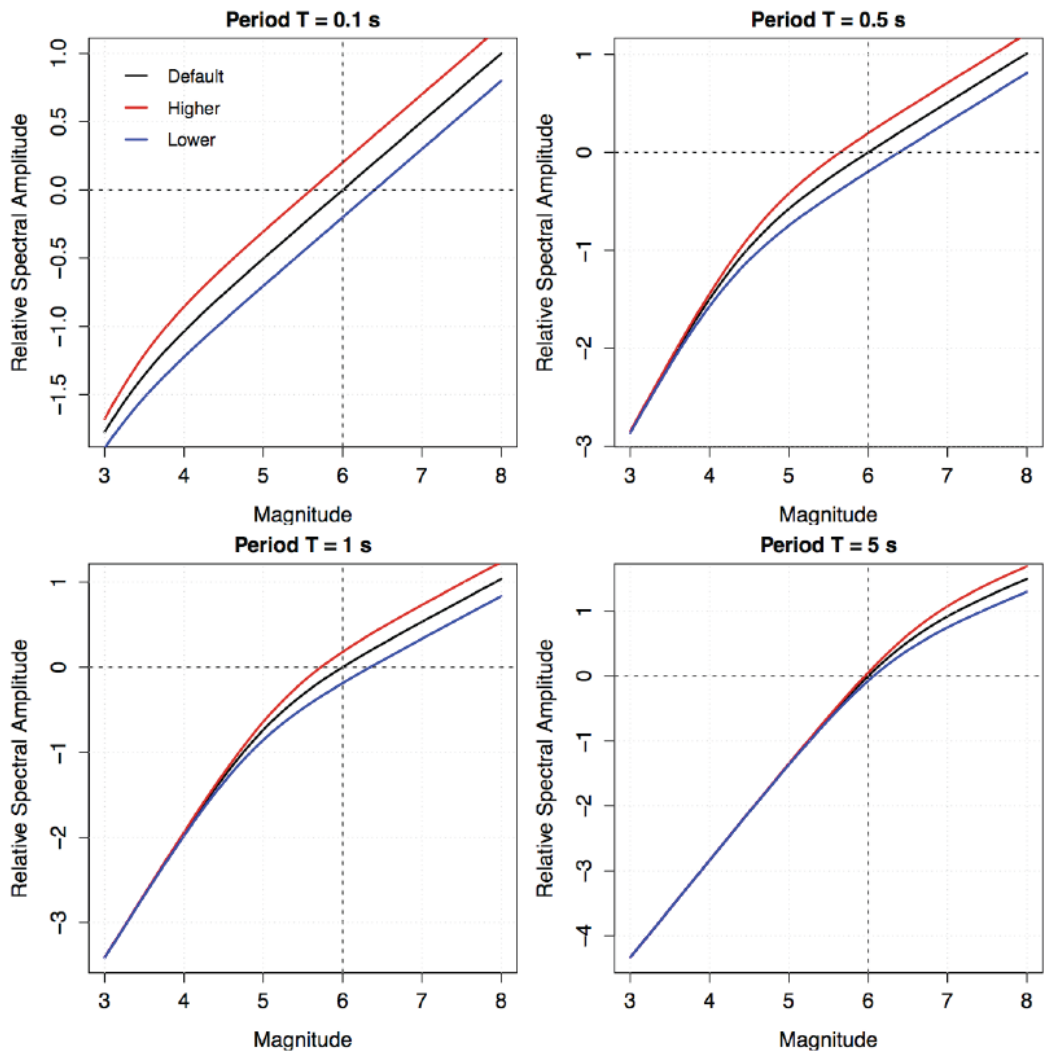 Period T = 0.1 s
Relative Spectral Amplitude
1.0
0.5
0.0
−0.5
−1.0
−1.5
Default
Higher
Lower
3 4 5 6 7 8
Magnitude
Period T = 0.5 s
Relative Spectral Amplitude
1
0
−1
−2
−3
3 4 5 6 7 8
Magnitude
Period T = 1 s
Relative Spectral Amplitude
1
0
−1
−2
−3
3 4 5 6 7 8
Magnitude
Period T = 5 s
Relative Spectral Amplitude
1
0
−1
−2
−3
−4
3 4 5 6 7 8
Magnitude